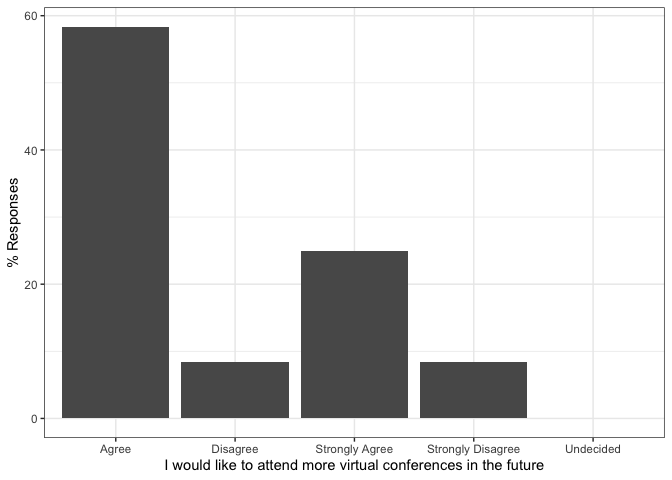 60
40
20
0
% Responses
Agree
Disagree
Strongly Agree
Strongly Disagree
Undecided
I would like to attend more virtual conferences in the future